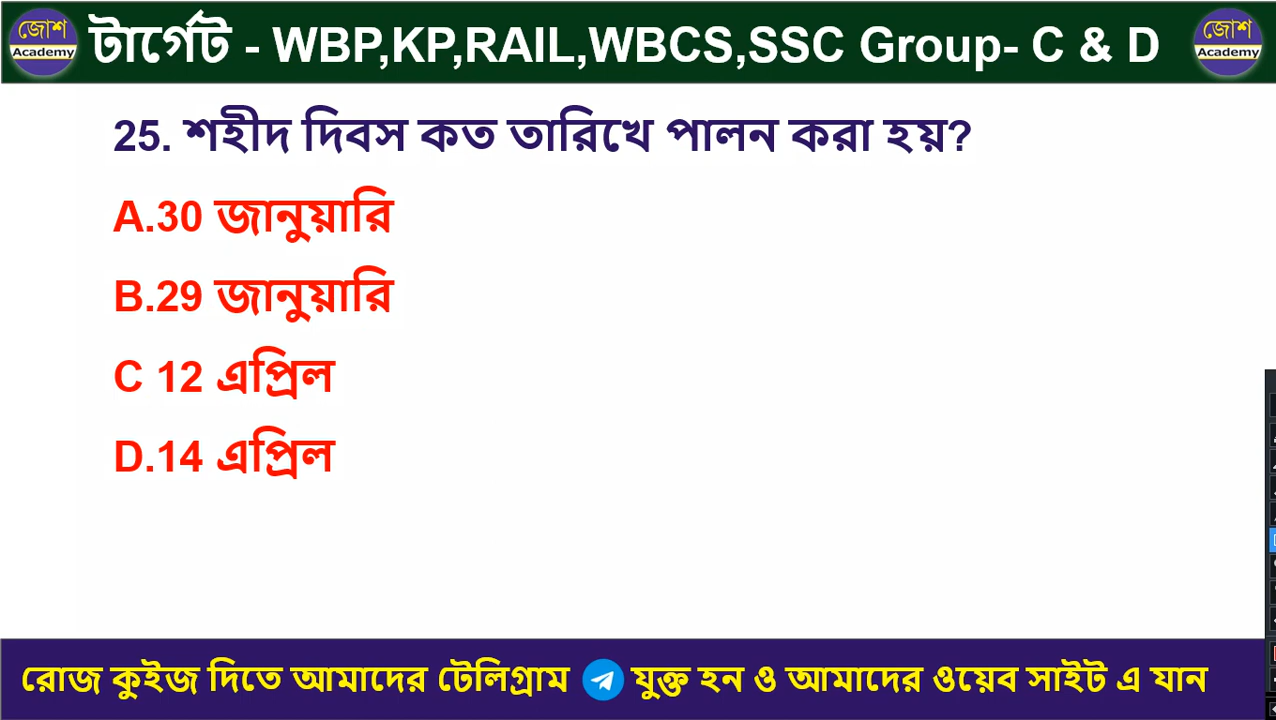 জোশ
Academy
টার্গেট - WBP,KP,RAIL,WBCS,SSC Group- C & D
জোশ
Academy
25. শহীদ দিবস কত তারিখে পালন করা হয়?
A.30 জানুয়ারি
B.29 জানুয়ারি
C 12 এপ্রিল
D.14 এপ্রিল
রোজ কুইজ দিতে আমাদের টেলিগ্রাম যুক্ত হন ও আমাদের ওয়েব সাইট এ যান